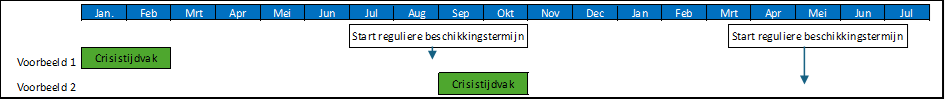 Jan. Feb Mrt Apr Mei Jun Jul Aug Sep Okt Nov Dec Jan Feb Mrt Apr Mei Jun Jul
Start reguliere beschikkingstermijn Start reguliere beschikkingstermijn
Voorbeeld 1 Crisistijdvak
Voorbeeld 2 Crisistijdvak